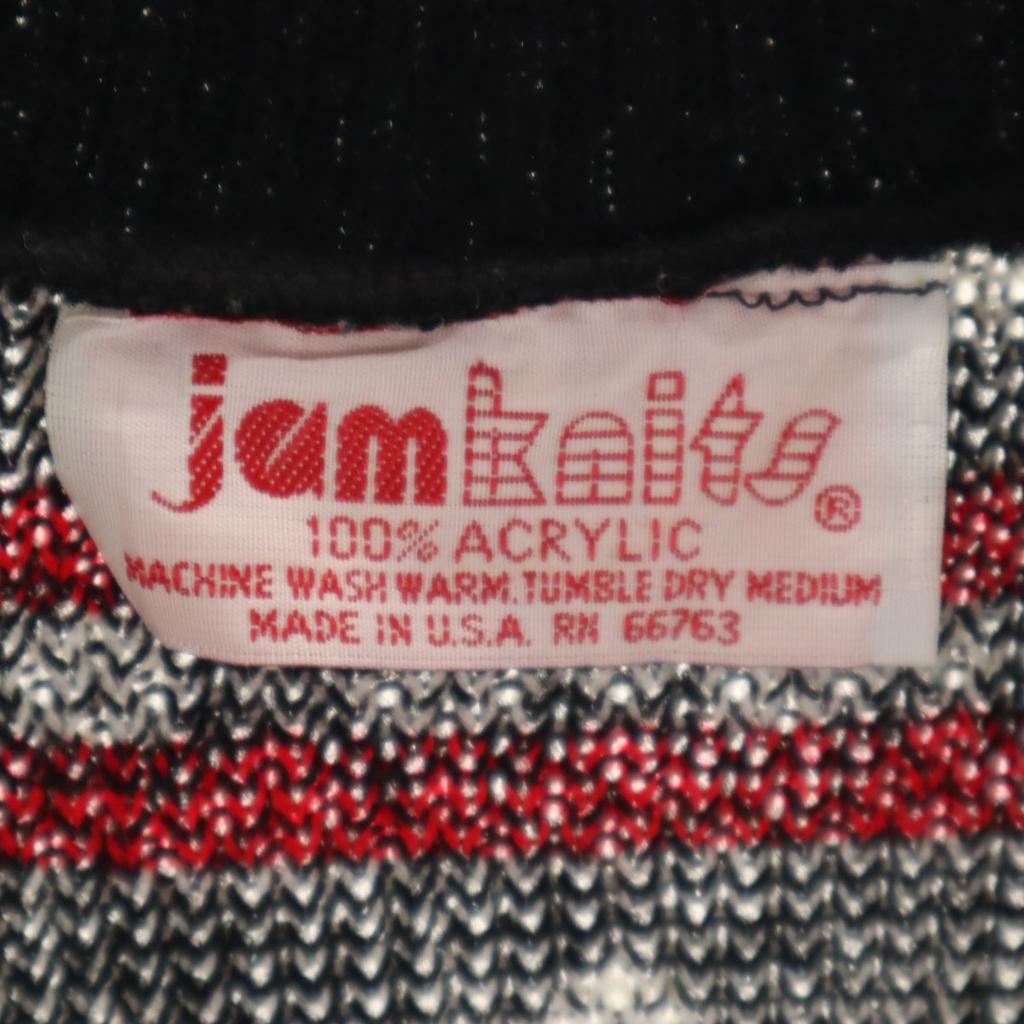 jamknits®
100% ACRYLIC
MACHINE WASH WARM. TUMBLE DRY MEDIUM
MADE IN U.S.A. RN 66763